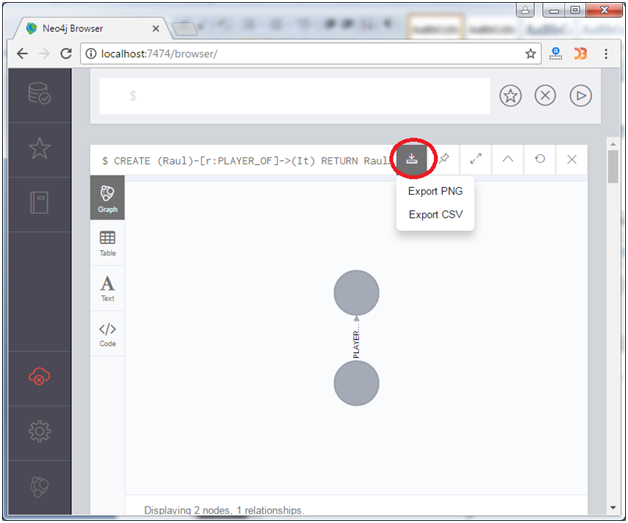 Neo4j Browser
localhost:7474/browser/
$
$ CREATE (Raul)-[r:PLAYER_OF]->(It) RETURN Raul
Export PNG
Export CSV
Graph
Table
Text
Code
PLAYER…
Displaying 2 nodes, 1 relationships.